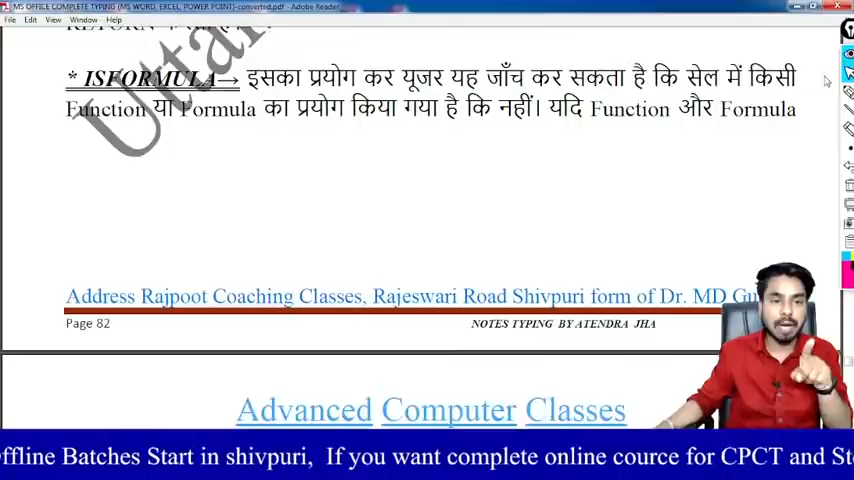 MS OFFICE COMPLETE TYPING (MS WORD, EXCEL, POWER POINT)-converted.pdf - Adobe Reader
File Edit View Window Help
RETURN
* ISFORMULA→ इसका प्रयोग कर यूजर यह जाँच कर सकता है कि सेल में किसी
Function या Formula का प्रयोग किया गया है कि नहीं। यदि Function और Formula
Address Rajpoot Coaching Classes, Rajeswari Road Shivpuri form of Dr. MD Gu
Page 82
NOTES TYPING BY ATENDRA JHA
Advanced Computer Classes
ffline Batches Start in shivpuri, If you want complete online cource for CPCT and Ste